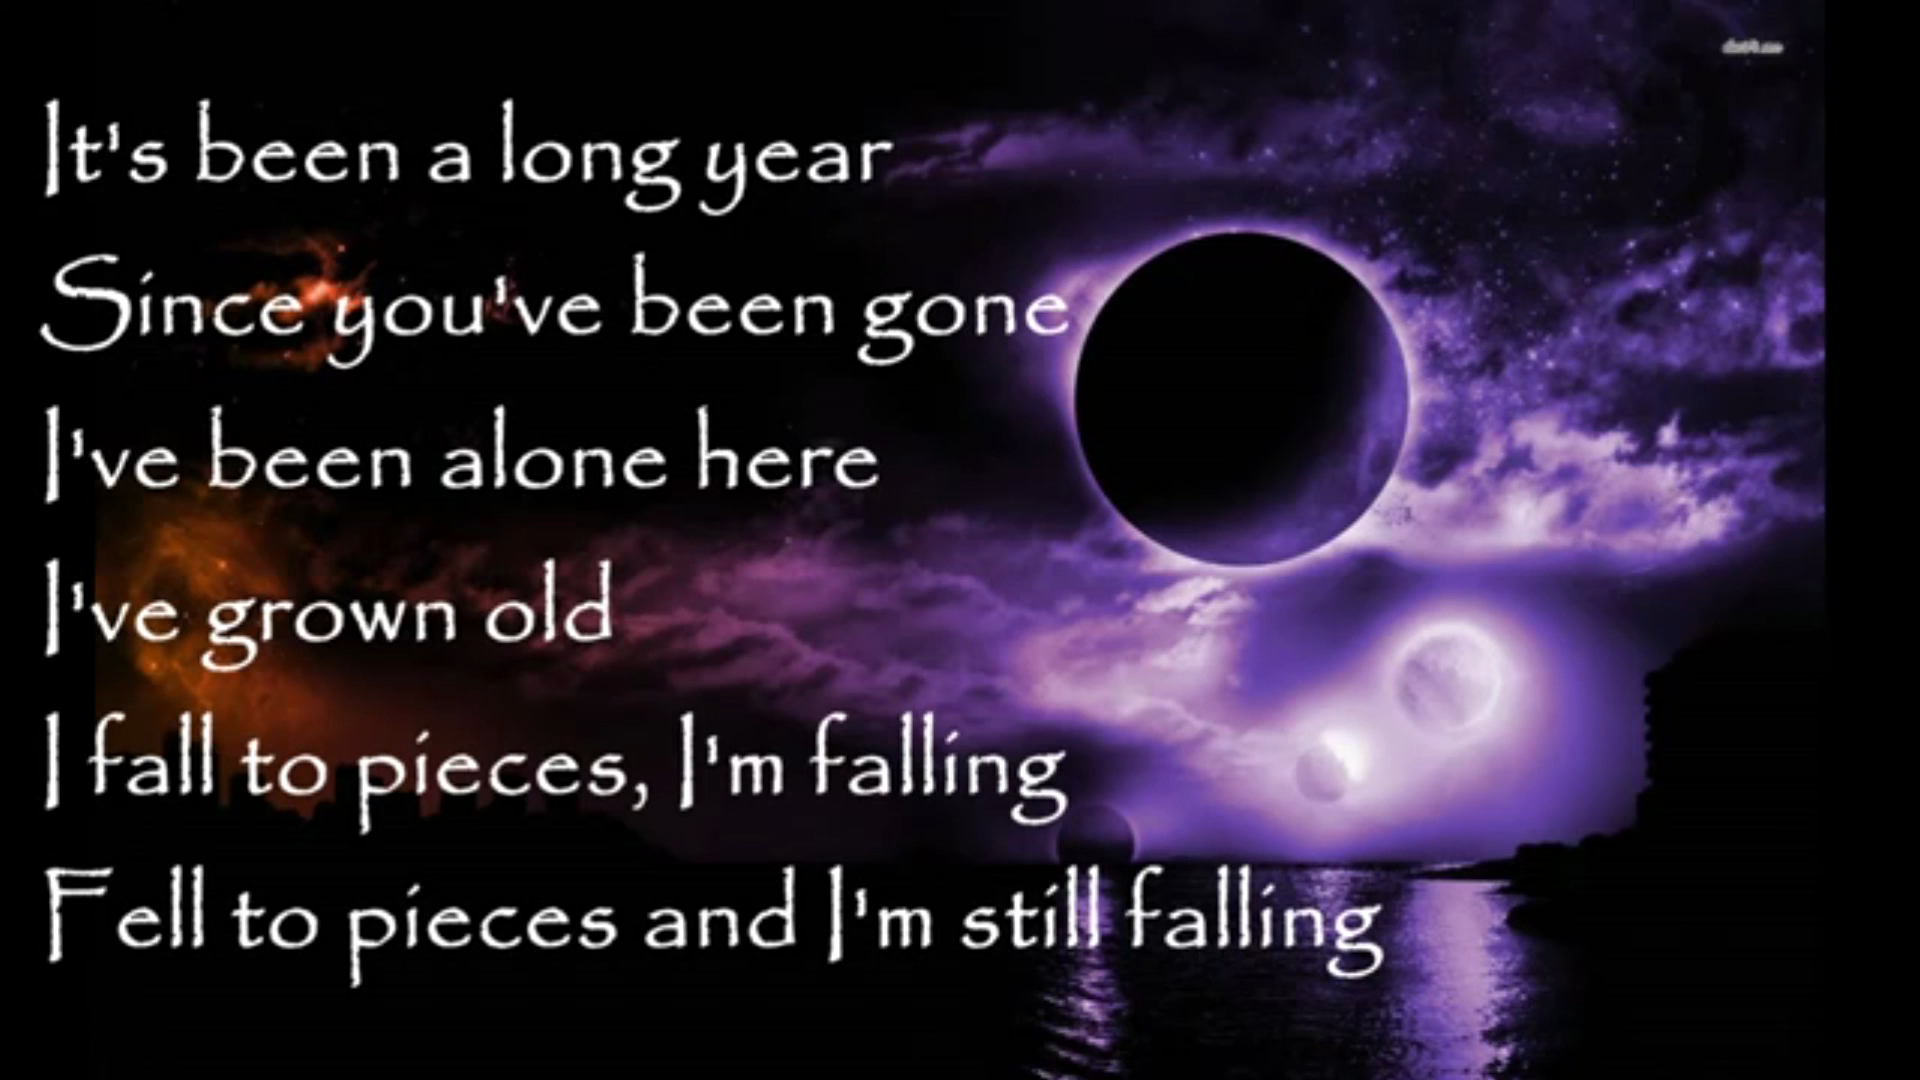 It's been a long year
Since you've been gone
I've been alone here
I've grown old
I fall to pieces, I'm falling
Fell to pieces and I'm still falling